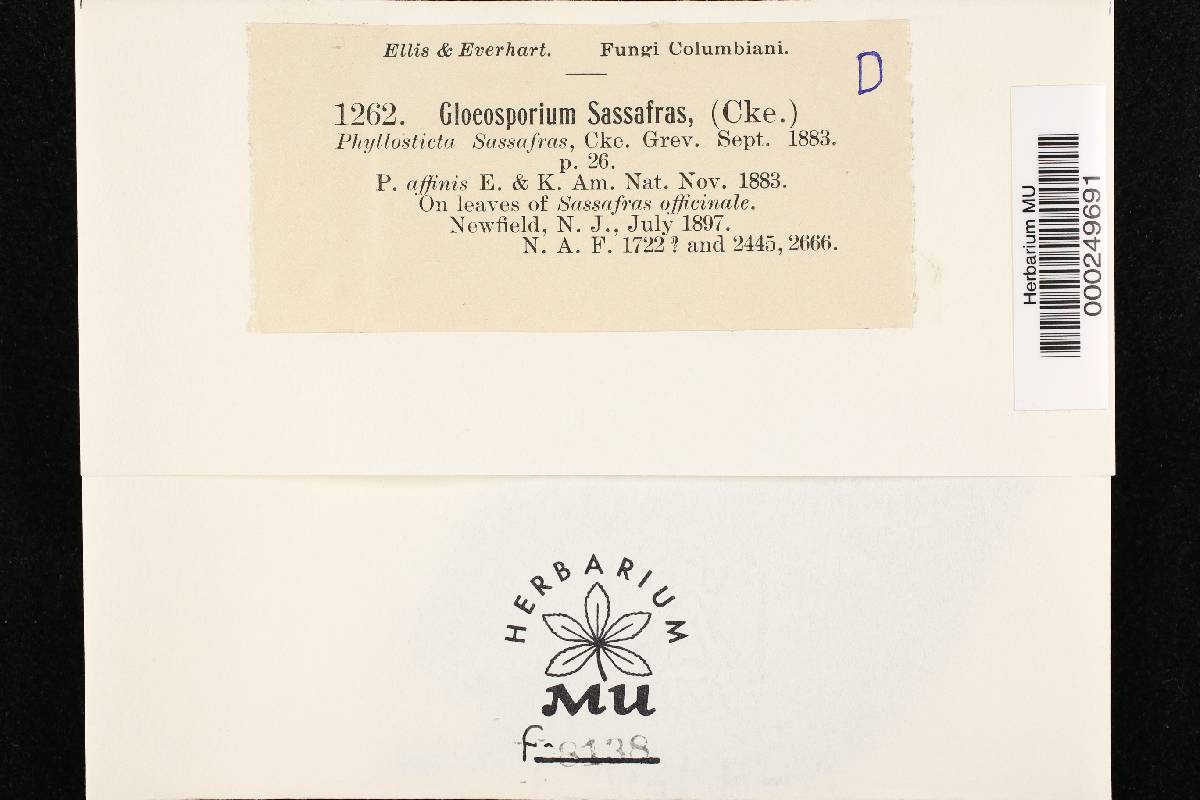 Ellis & Everhart. Fungi Columbiani.
D
1262. Gloeosporium Sassafras, (Cke.)
Phyllosticta Sassafras, Cke. Grev. Sept. 1883.
p. 26.
P. affinis E. & K. Am. Nat. Nov. 1883.
On leaves of Sassafras officinale.
Newfield, N. J., July 1897.
N. A. F. 1722? and 2445, 2666.
Herbarium MU
000249691
HERBARIUM
MU
F-8138